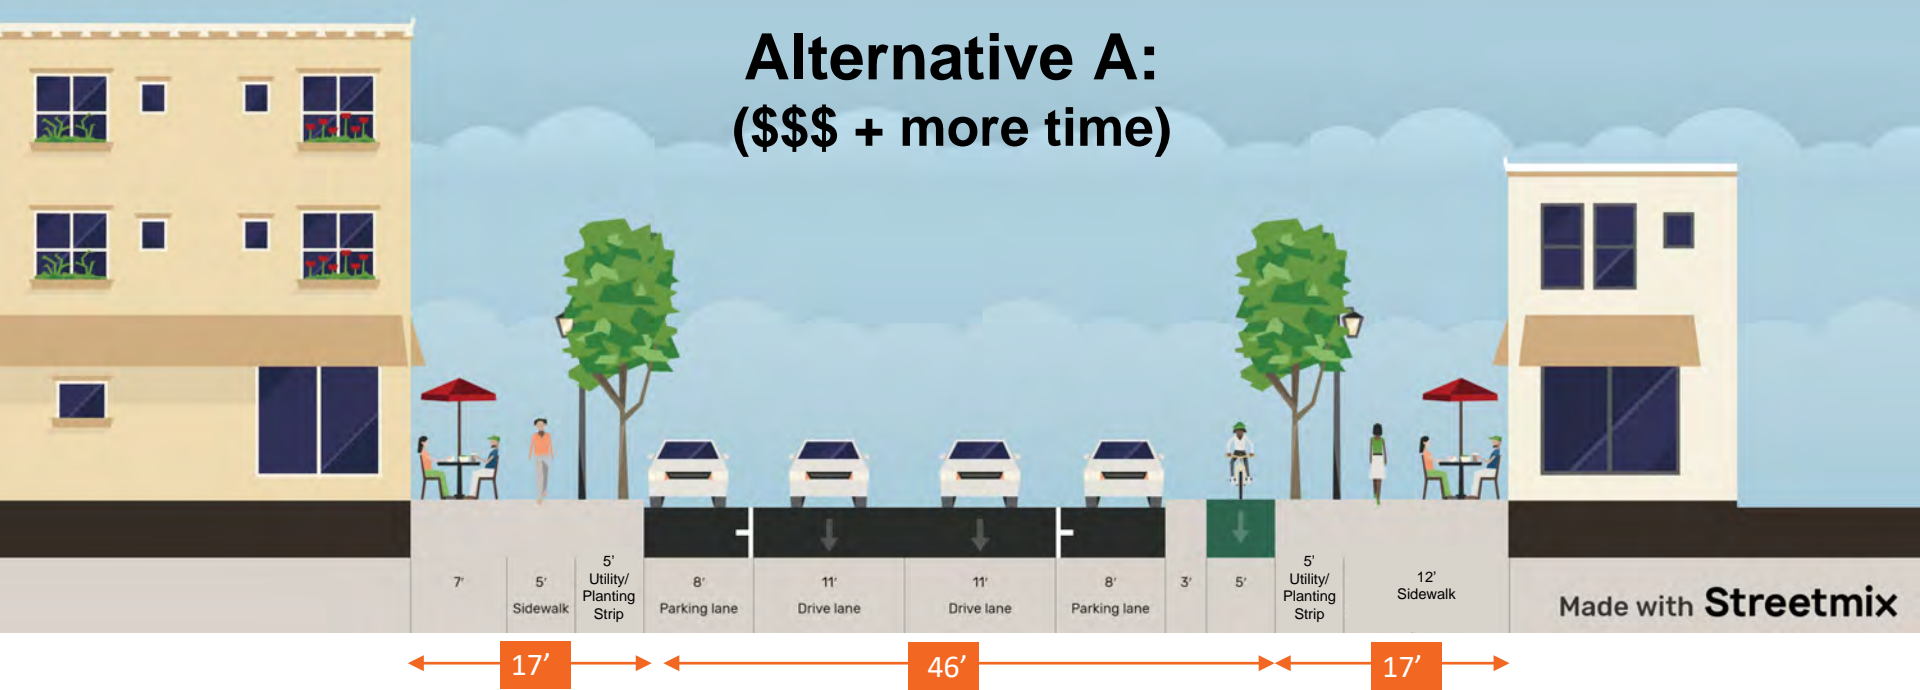 Alternative A:
($$$ + more time)
7'
5'
Sidewalk
5'
Utility/
Planting
Strip
8'
Parking lane
11'
Drive lane
11'
Drive lane
8'
Parking lane
3'
5'
5'
Utility/
Planting
Strip
12'
Sidewalk
Made with Streetmix
17’
46’
17’